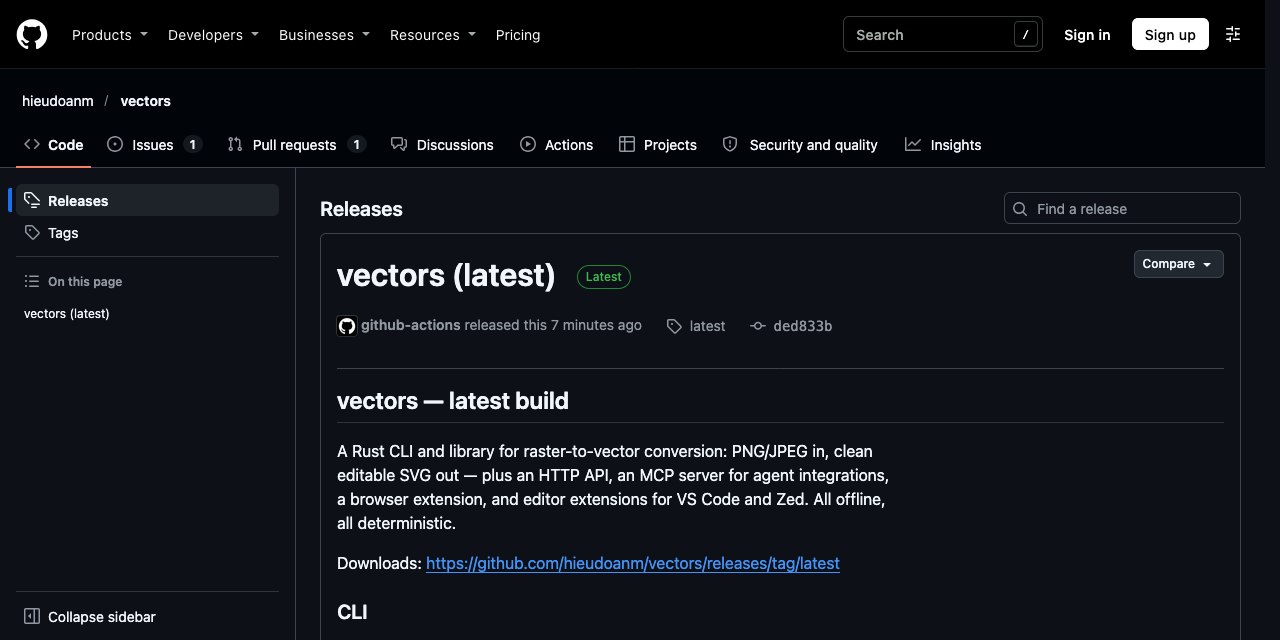 Products Developers Businesses Resources Pricing Search / Sign in Sign up
hieudoanm / vectors
Code Issues 1 Pull requests 1 Discussions Actions Projects Security and quality Insights
Releases
Tags
On this page
vectors (latest)
Collapse sidebar
Releases
Find a release
vectors (latest) Latest
Compare
github-actions released this 7 minutes ago latest ded833b
vectors — latest build
A Rust CLI and library for raster-to-vector conversion: PNG/JPEG in, clean
editable SVG out — plus an HTTP API, an MCP server for agent integrations,
a browser extension, and editor extensions for VS Code and Zed. All offline,
all deterministic.
Downloads: https://github.com/hieudoanm/vectors/releases/tag/latest
CLI